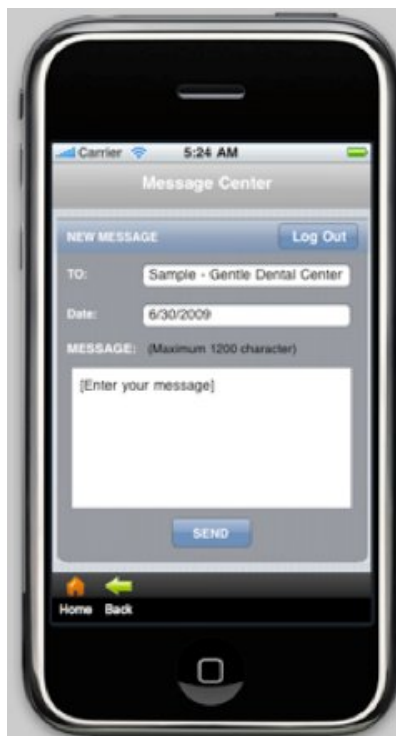 Carrier 5:24 AM
Message Center
NEW MESSAGE Log Out
TO: Sample - Gentle Dental Center
Date: 6/30/2009
MESSAGE: (Maximum 1200 character)
[Enter your message]
SEND
Home Back